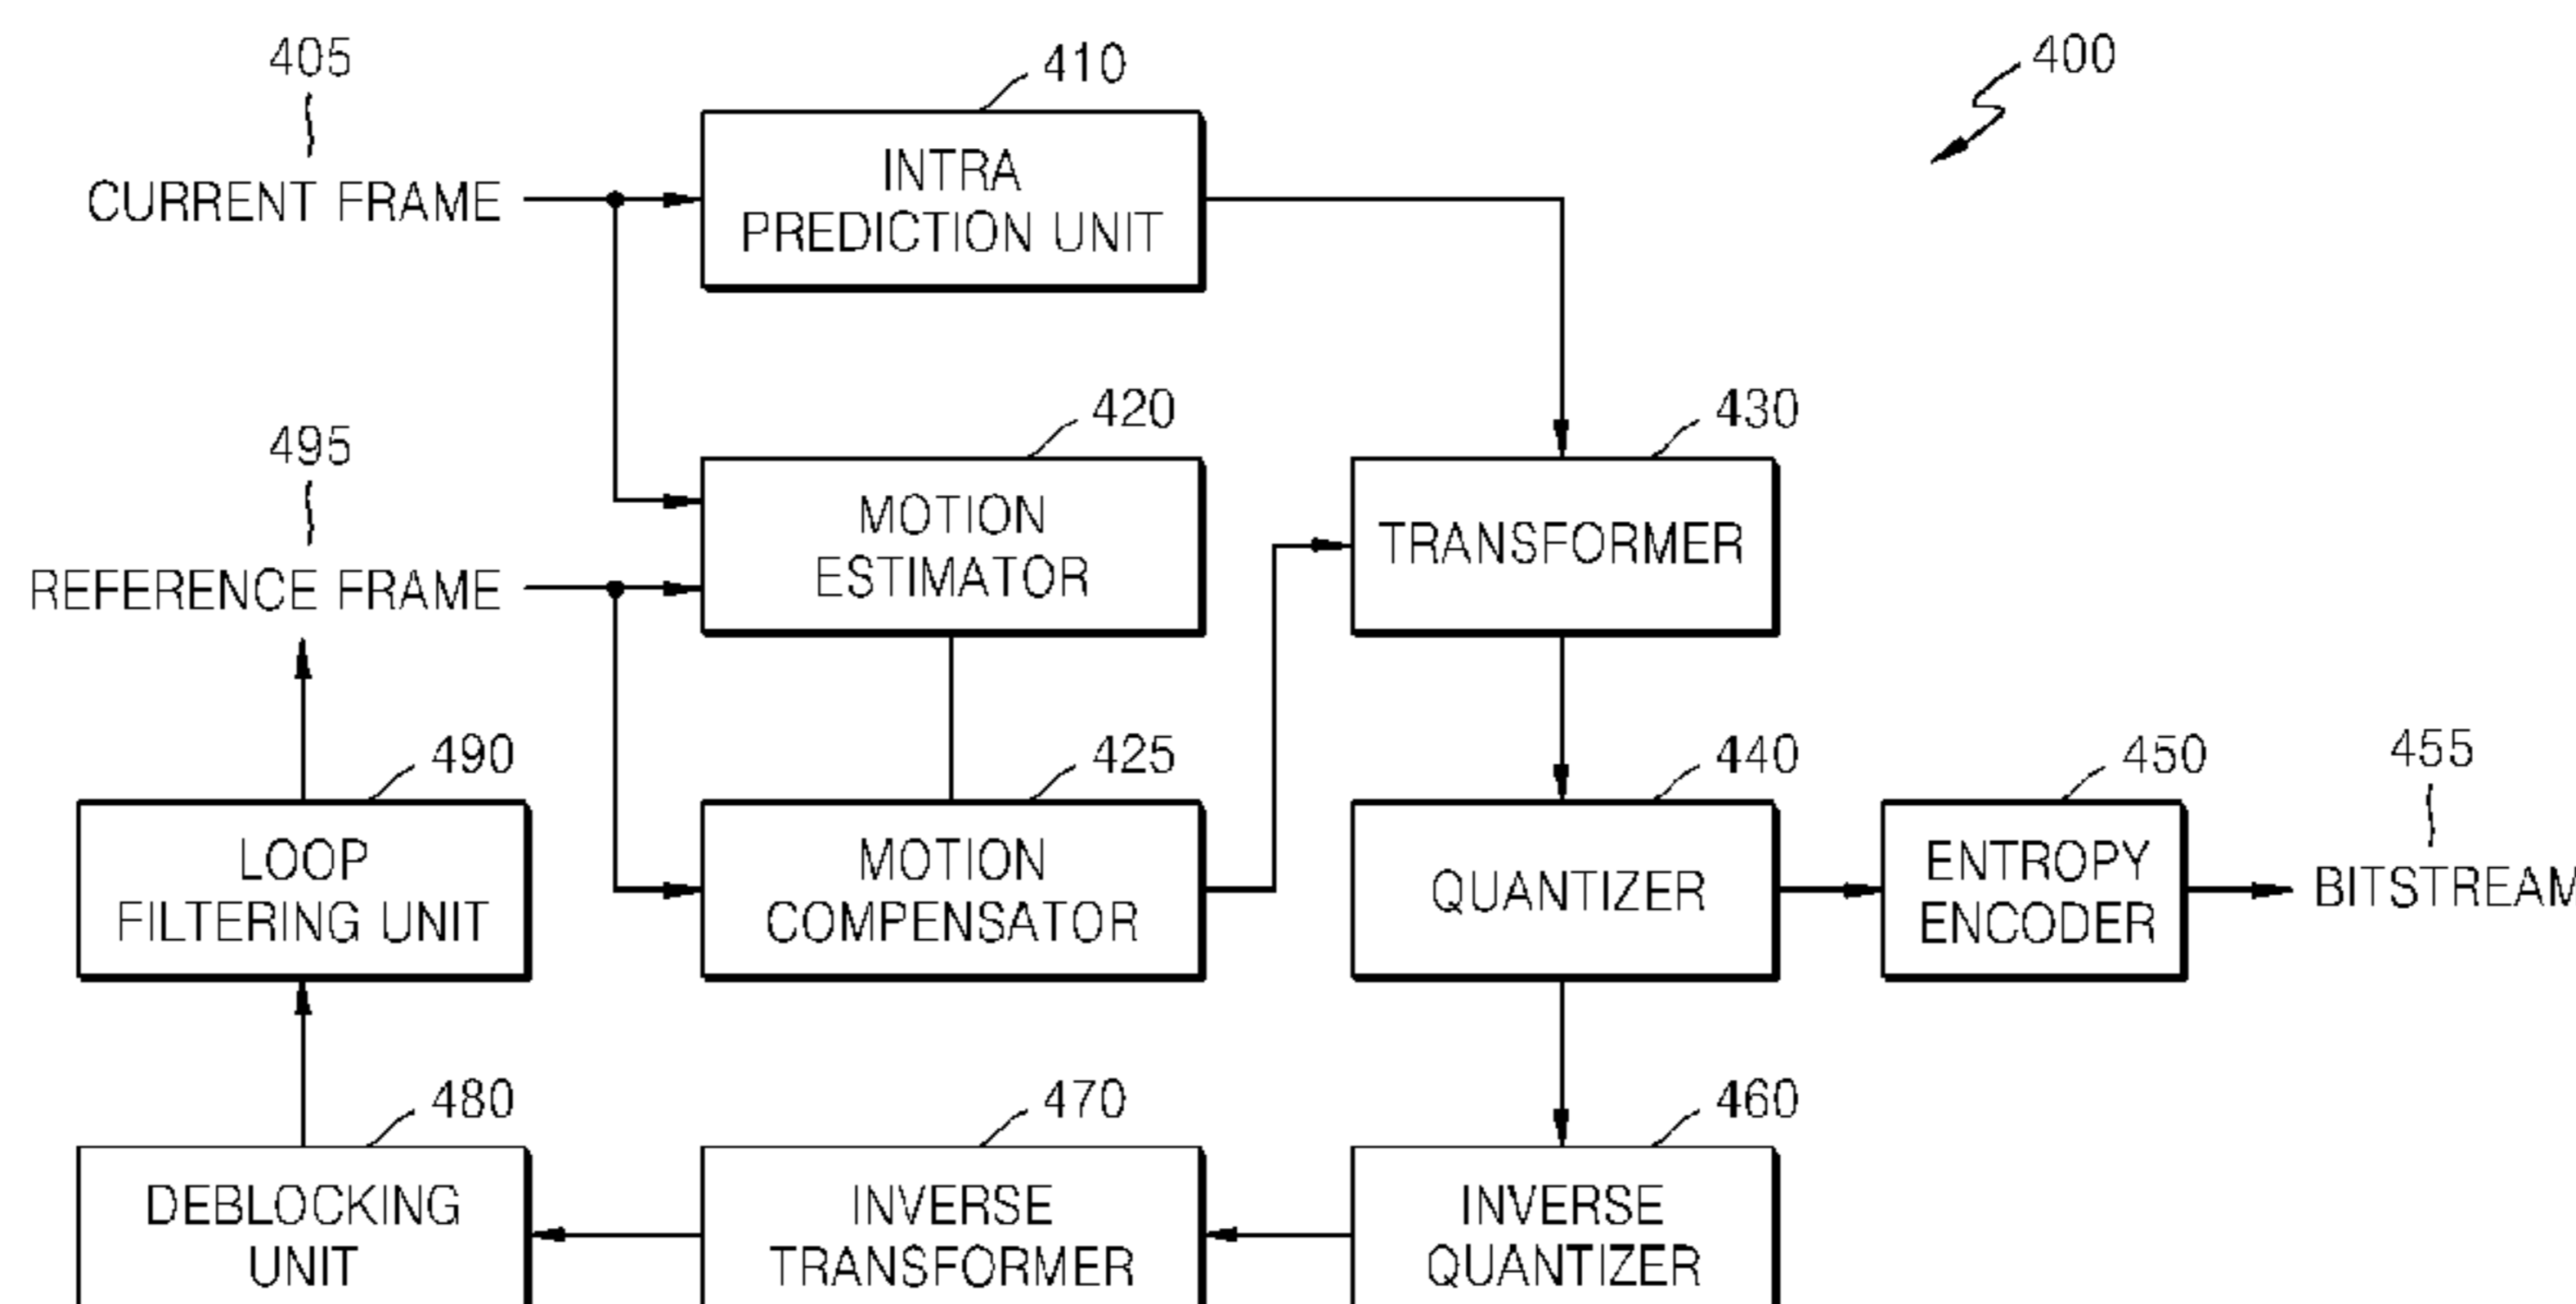 405
410
400
CURRENT FRAME
INTRA
PREDICTION UNIT
495
420
430
REFERENCE FRAME
MOTION
ESTIMATOR
TRANSFORMER
490
425
440
450
455
LOOP
FILTERING UNIT
MOTION
COMPENSATOR
QUANTIZER
ENTROPY
ENCODER
BITSTREAM
480
470
460
DEBLOCKING
UNIT
INVERSE
TRANSFORMER
INVERSE
QUANTIZER